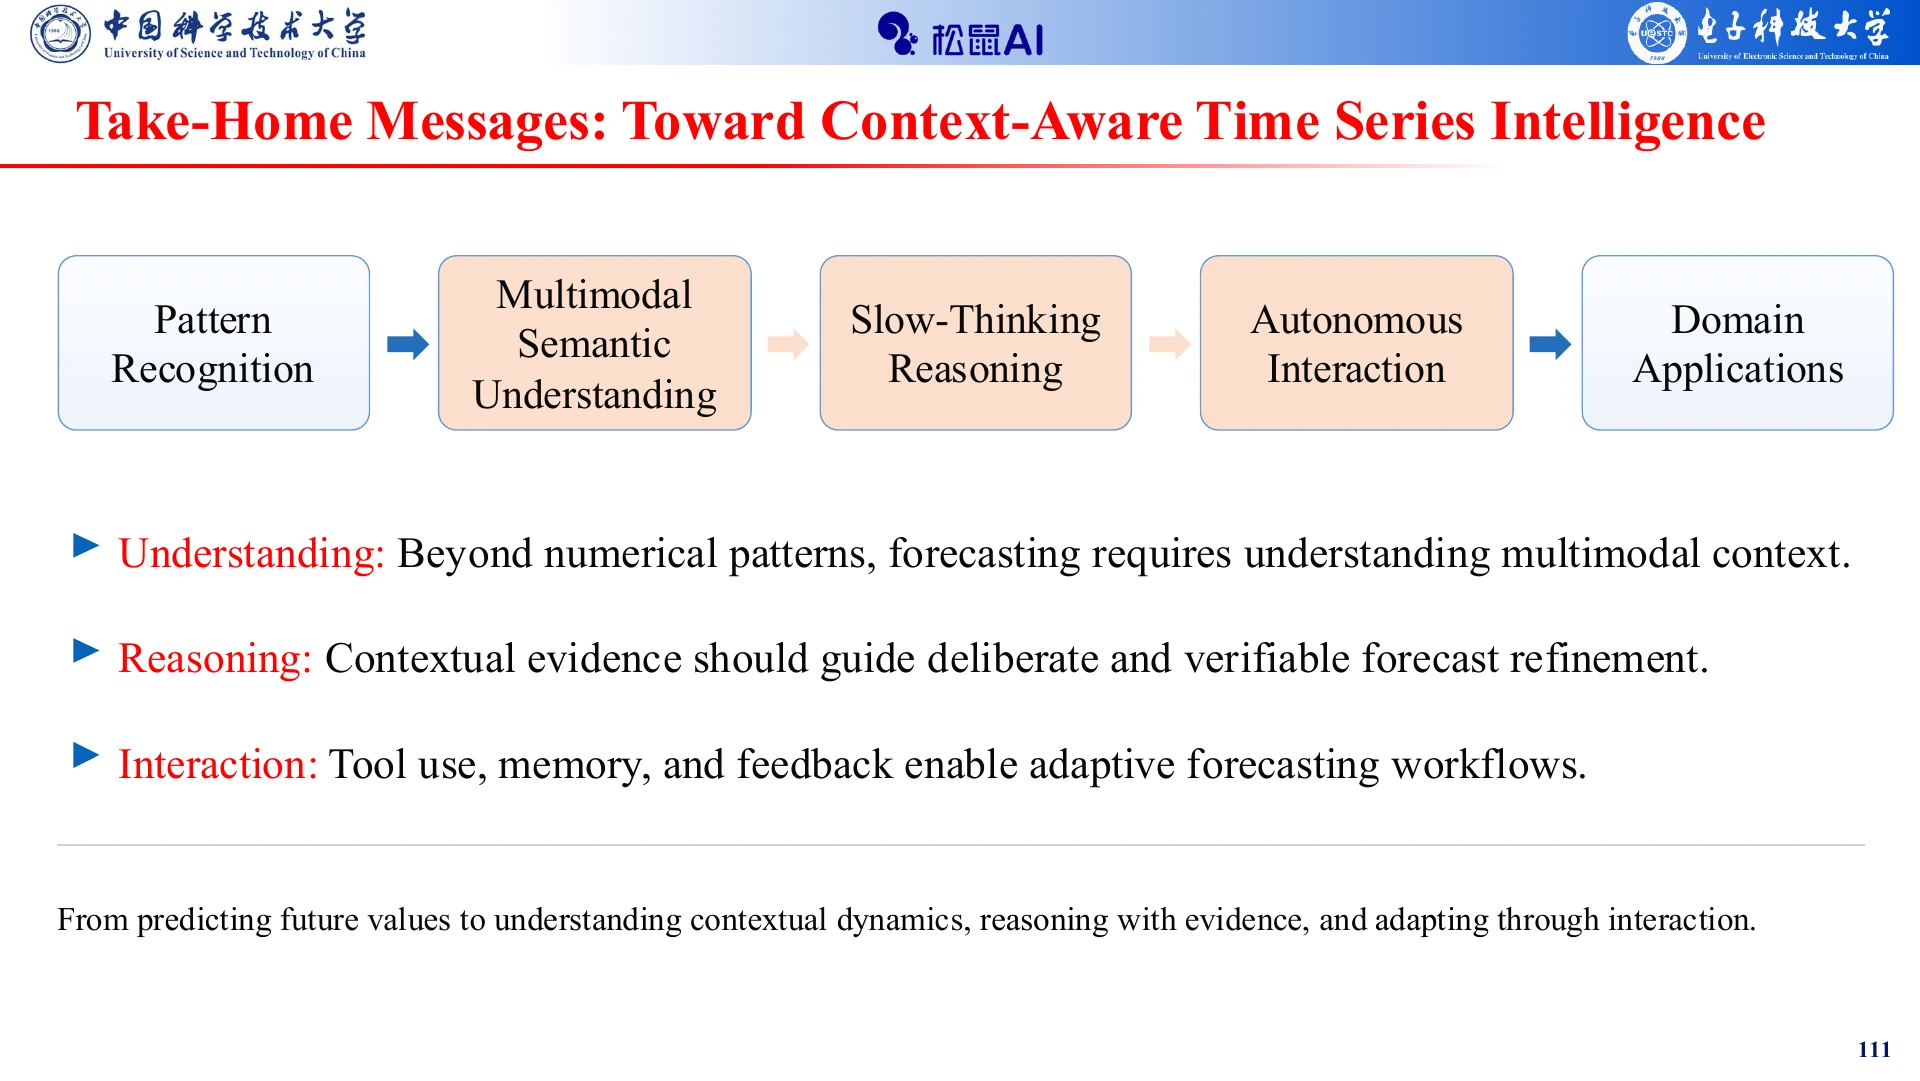 中国科学技术大学
University of Science and Technology of China
松鼠AI
电子科技大学
University of Electronic Science and Technology of China
Take-Home Messages: Toward Context-Aware Time Series Intelligence
Pattern
Recognition
Multimodal
Semantic
Understanding
Slow-Thinking
Reasoning
Autonomous
Interaction
Domain
Applications
Understanding: Beyond numerical patterns, forecasting requires understanding multimodal context.
Reasoning: Contextual evidence should guide deliberate and verifiable forecast refinement.
Interaction: Tool use, memory, and feedback enable adaptive forecasting workflows.
From predicting future values to understanding contextual dynamics, reasoning with evidence, and adapting through interaction.
111